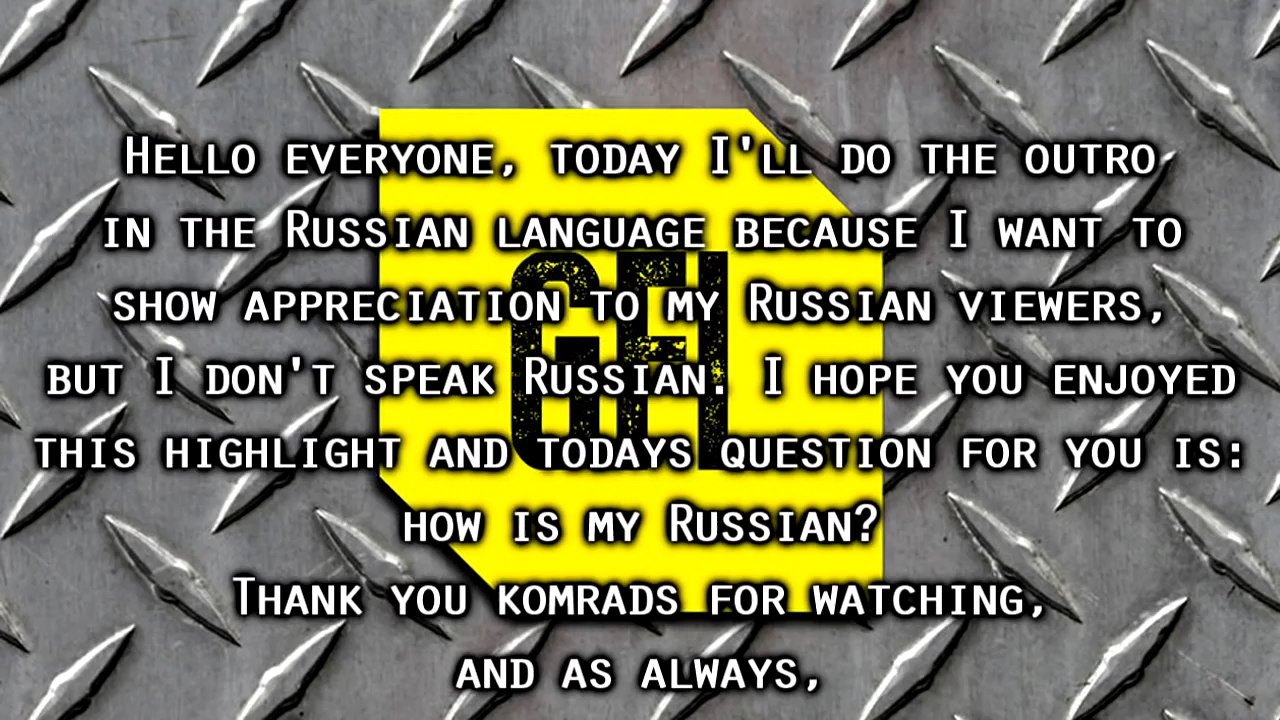 Hello everyone, today I'll do the outro
in the Russian language because I want to
show appreciation to my Russian viewers,
but I don't speak Russian. I hope you enjoyed
this highlight and todays question for you is:
how is my Russian?
Thank you komrads for watching,
and as always,
GFL